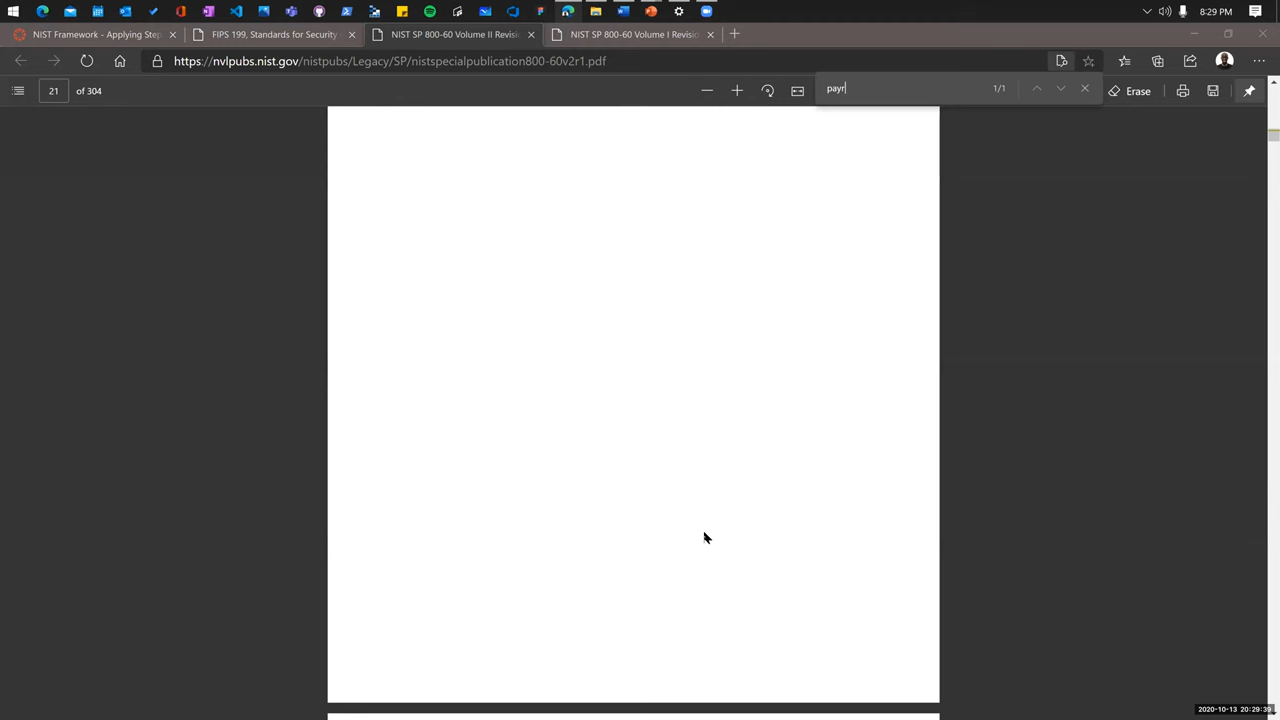 8:29 PM
NIST Framework - Applying Step
FIPS 199, Standards for Security
NIST SP 800-60 Volume II Revisi
NIST SP 800-60 Volume I Revisio
https://nvlpubs.nist.gov/nistpubs/Legacy/SP/nistspecialpublication800-60v2r1.pdf
21 of 304
payr
1/1
Erase
2020-10-13 20:29:39